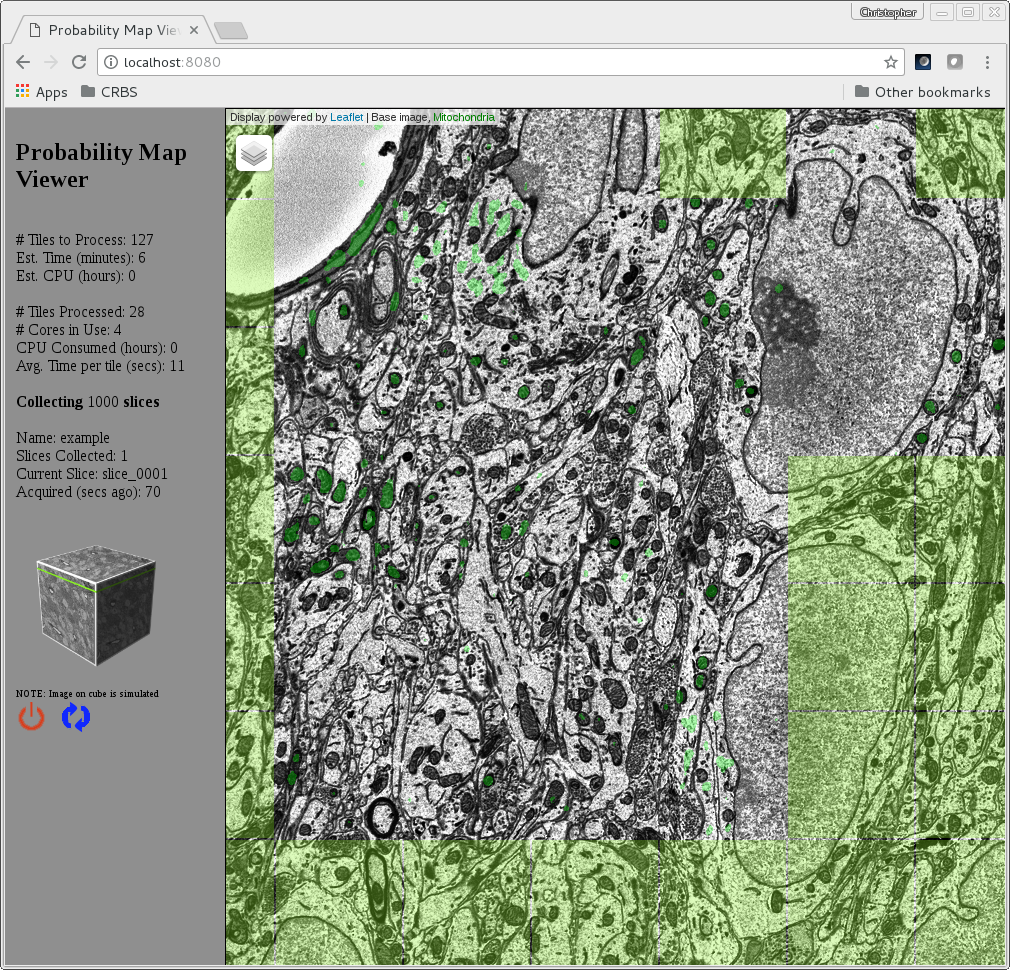 Christopher
Probability Map Vie
localhost:8080
Apps CRBS Other bookmarks
Display powered by Leaflet | Base image, Mitochondria
Probability Map
Viewer
# Tiles to Process: 127
Est. Time (minutes): 6
Est. CPU (hours): 0
# Tiles Processed: 28
# Cores in Use: 4
CPU Consumed (hours): 0
Avg. Time per tile (secs): 11
Collecting 1000 slices
Name: example
Slices Collected: 1
Current Slice: slice_0001
Acquired (secs ago): 70
NOTE: Image on cube is simulated